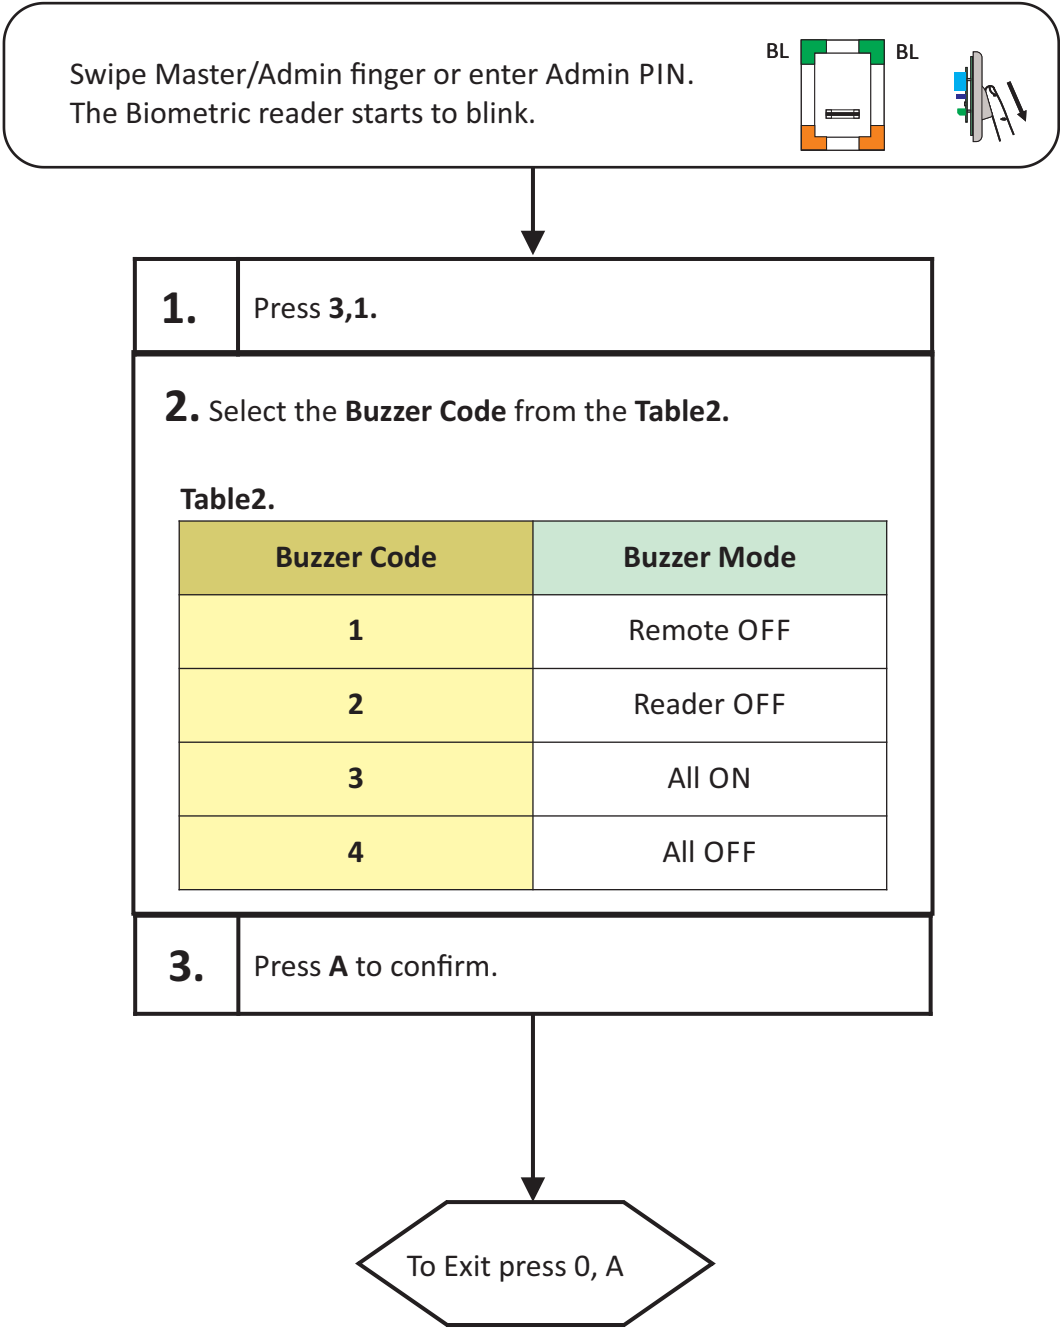 Swipe Master/Admin finger or enter Admin PIN.
The Biometric reader starts to blink.
BL BL
1. Press 3,1.
2. Select the Buzzer Code from the Table2.
Table2.
Buzzer Code Buzzer Mode
1 Remote OFF
2 Reader OFF
3 All ON
4 All OFF
3. Press A to confirm.
To Exit press 0, A